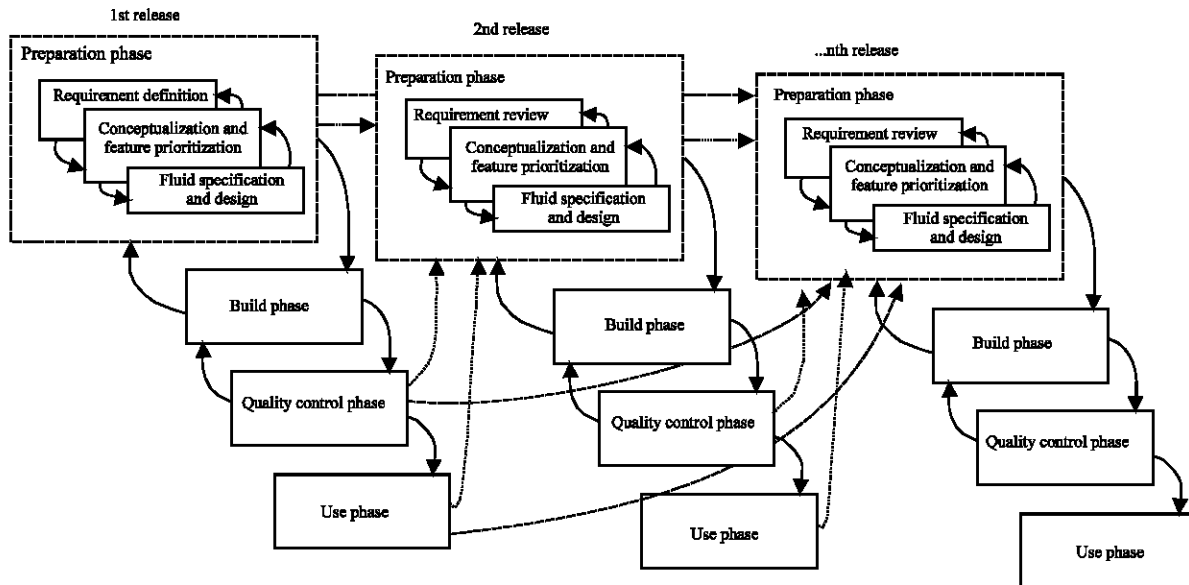 1st release
Preparation phase
Requirement definition
Conceptualization and
feature prioritization
Fluid specification
and design
Build phase
Quality control phase
Use phase
2nd release
Preparation phase
Requirement review
Conceptualization and
feature prioritization
Fluid specification
and design
Build phase
Quality control phase
Use phase
...nth release
Preparation phase
Requirement review
Conceptualization and
feature prioritization
Fluid specification
and design
Build phase
Quality control phase
Use phase